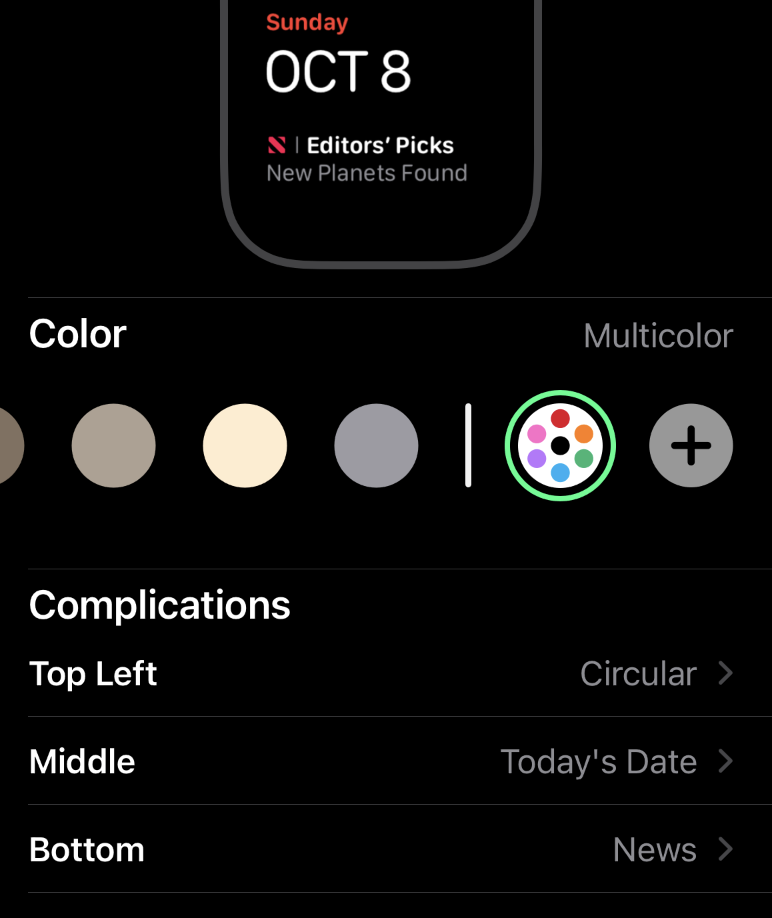 Sunday
OCT 8
| Editors’ Picks
New Planets Found
Color Multicolor
Complications
Top Left Circular
Middle Today's Date
Bottom News